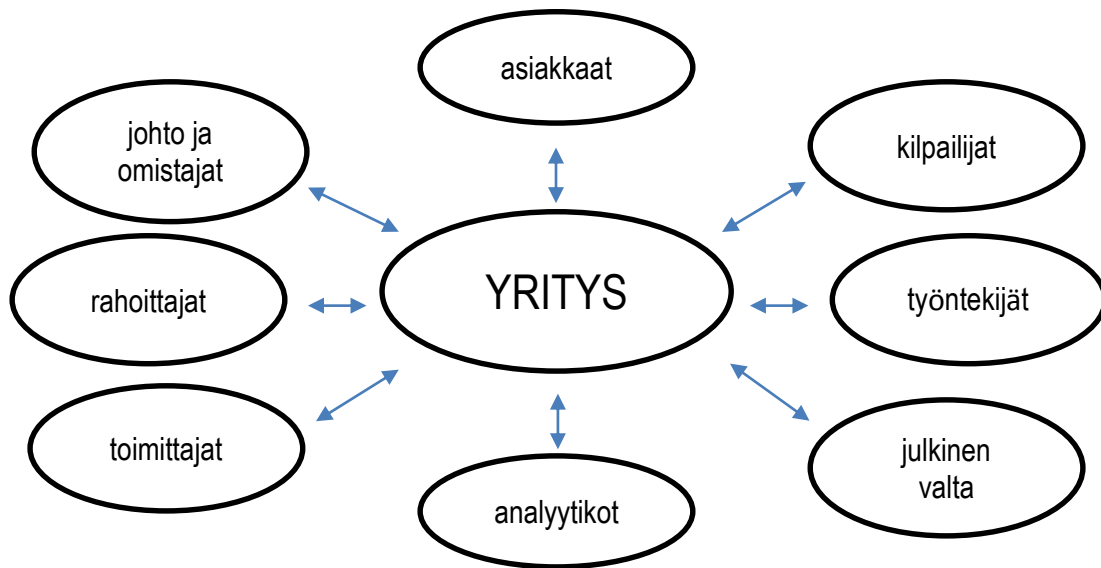 asiakkaat
johto ja
omistajat
kilpailijat
rahoittajat
YRITYS
työntekijät
toimittajat
julkinen
valta
analyytikot